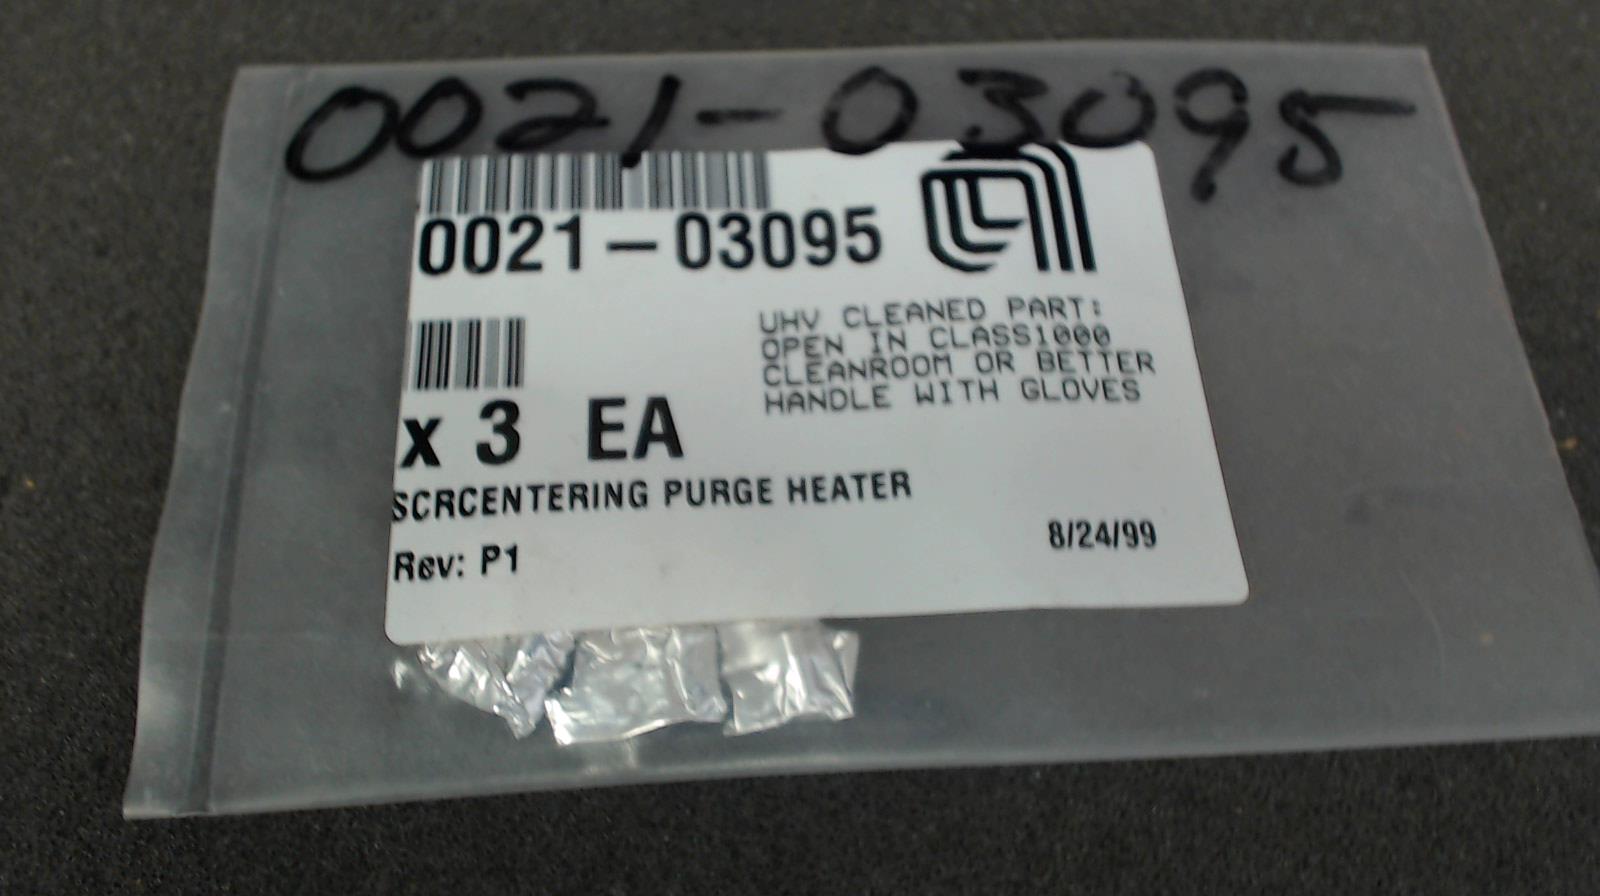 0021-03095
0021-03095
UHV CLEANED PART:
OPEN IN CLASS1000
CLEANROOM OR BETTER
HANDLE WITH GLOVES
x 3 EA
SCRCENTERING PURGE HEATER
8/24/99
Rev: P1